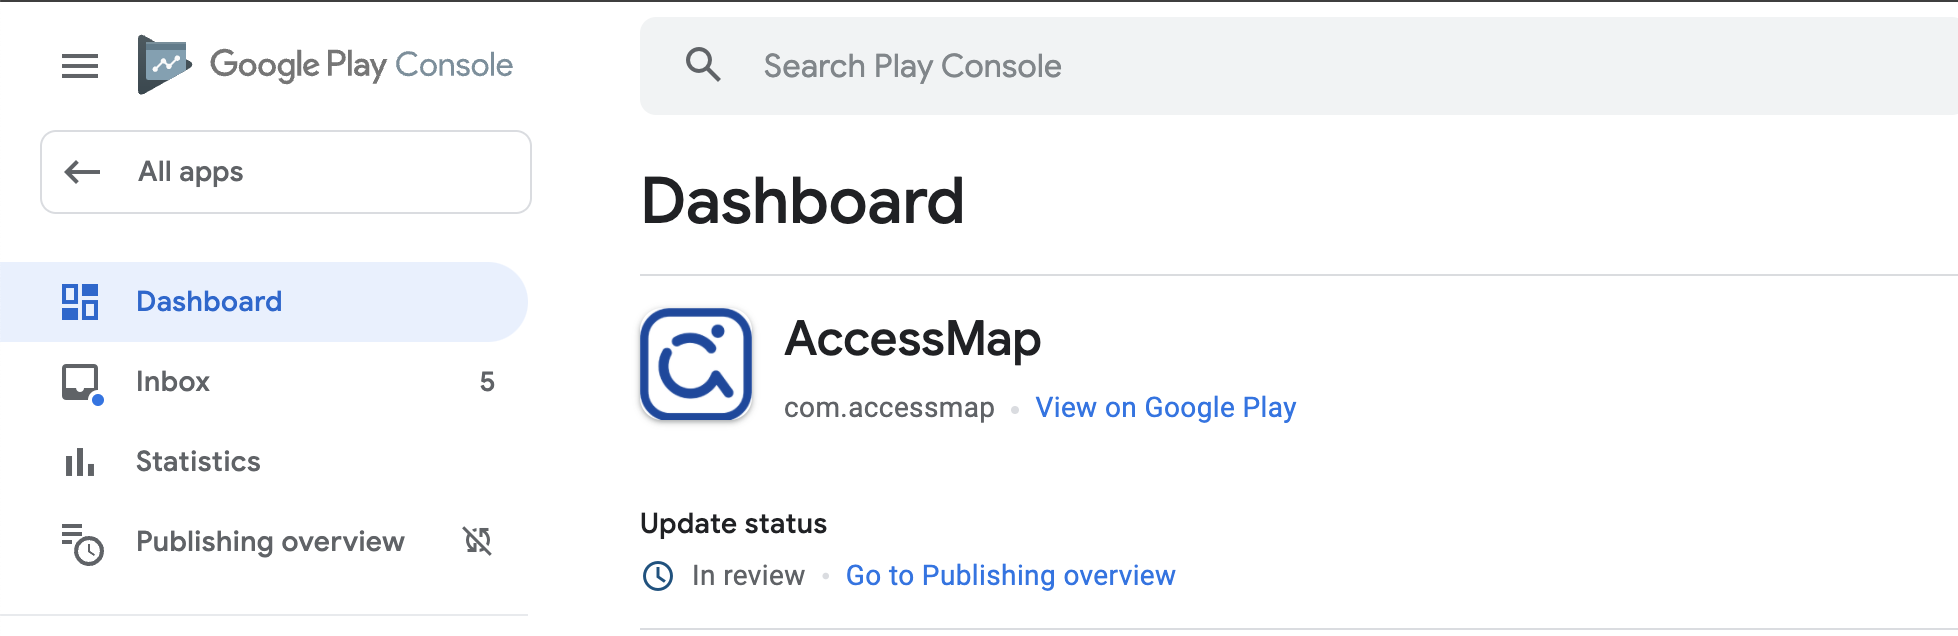 Google Play Console
Search Play Console
All apps
Dashboard
Inbox 5
Statistics
Publishing overview
Dashboard
AccessMap
com.accessmap • View on Google Play
Update status
In review • Go to Publishing overview